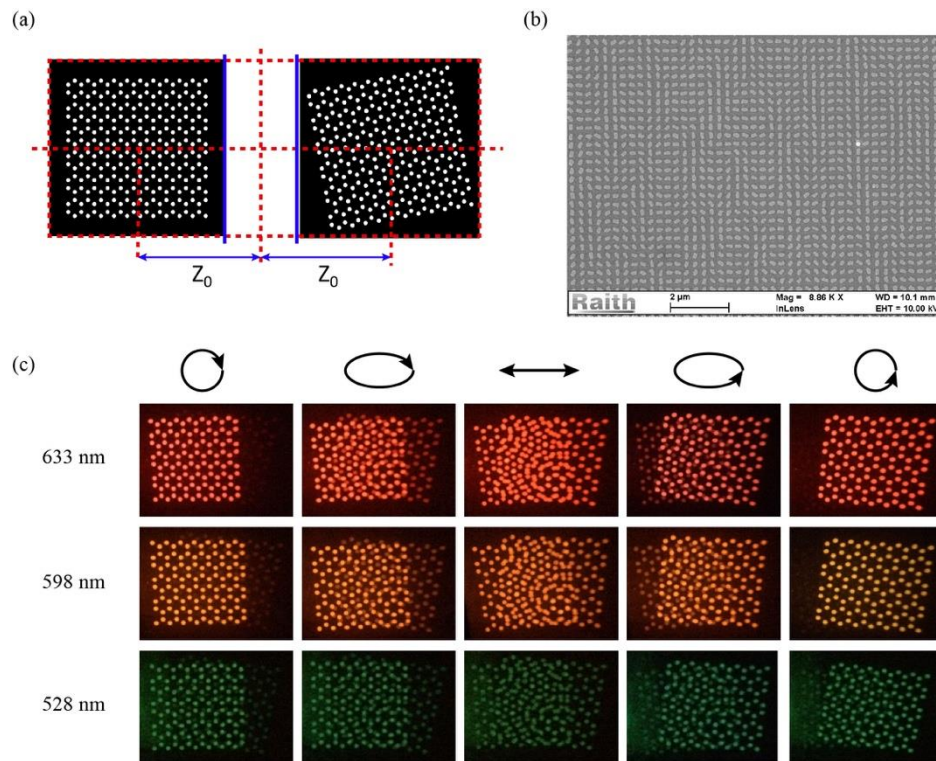 (a)
Z0
Z0
(b)
Raith
2 μm
Mag = 8.86 K X
InLens
WD = 10.1 mm
EHT = 10.00 kV
(c)
633 nm
598 nm
528 nm